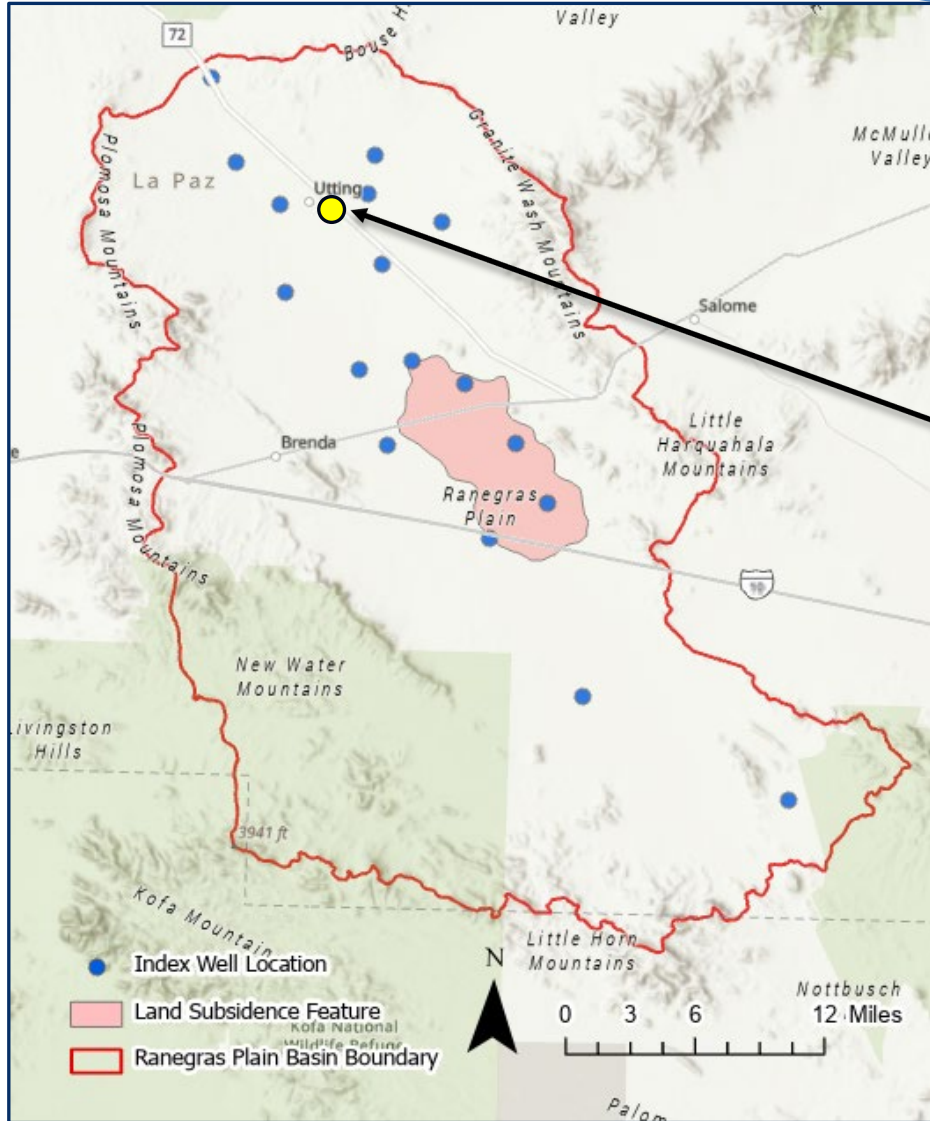 Valley
72
Bouse H
Granite Wash Mountains
McMulle
Valley
Plomosa Mountains
La Paz
Utting
Salome
Little
Harquahala
Mountains
Brenda
e
Plomosa Mountains
Ranegras
Plain
10
New Water
Mountains
Livingston
Hills
3941 ft
Kofa Mountain
Little Horn
Mountains
N
Index Well Location
Nottbusch
Land Subsidence Feature
0 3 6 12 Miles
Kofa National
Wildlife Refuge
Ranegras Plain Basin Boundary
Palom